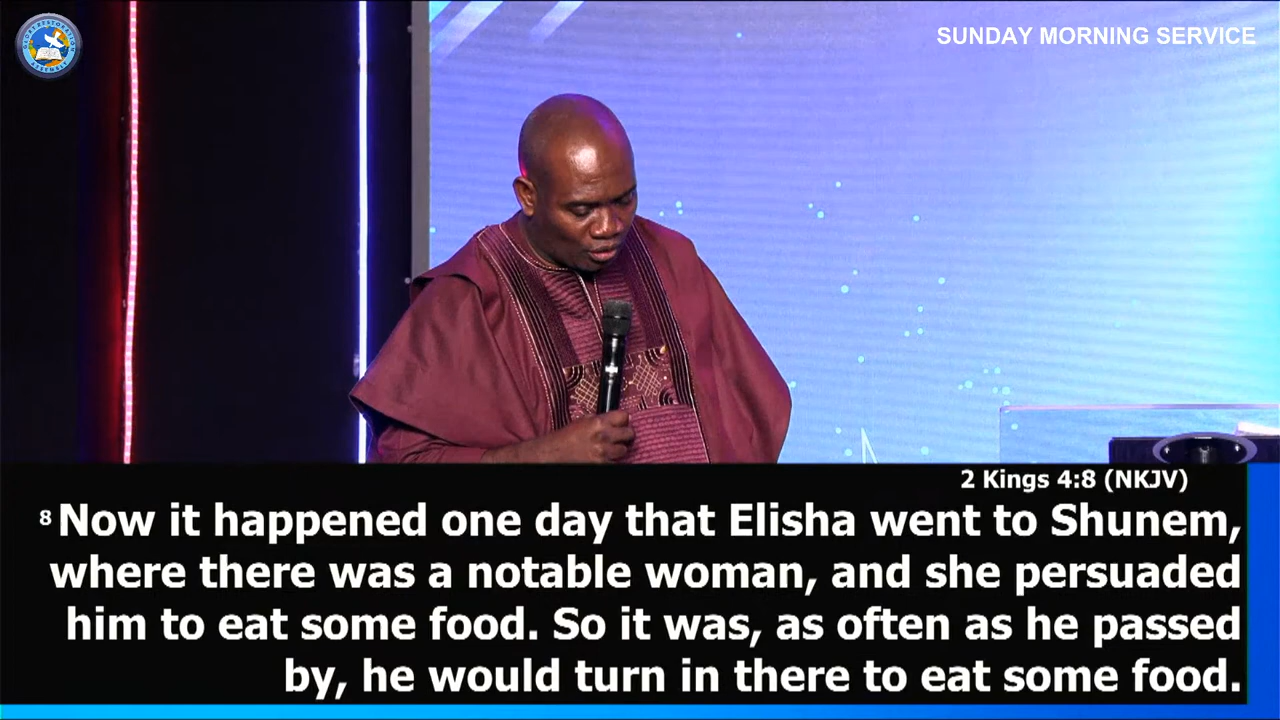 SUNDAY MORNING SERVICE
2 Kings 4:8 (NKJV)
8 Now it happened one day that Elisha went to Shunem,
where there was a notable woman, and she persuaded
him to eat some food. So it was, as often as he passed
by, he would turn in there to eat some food.